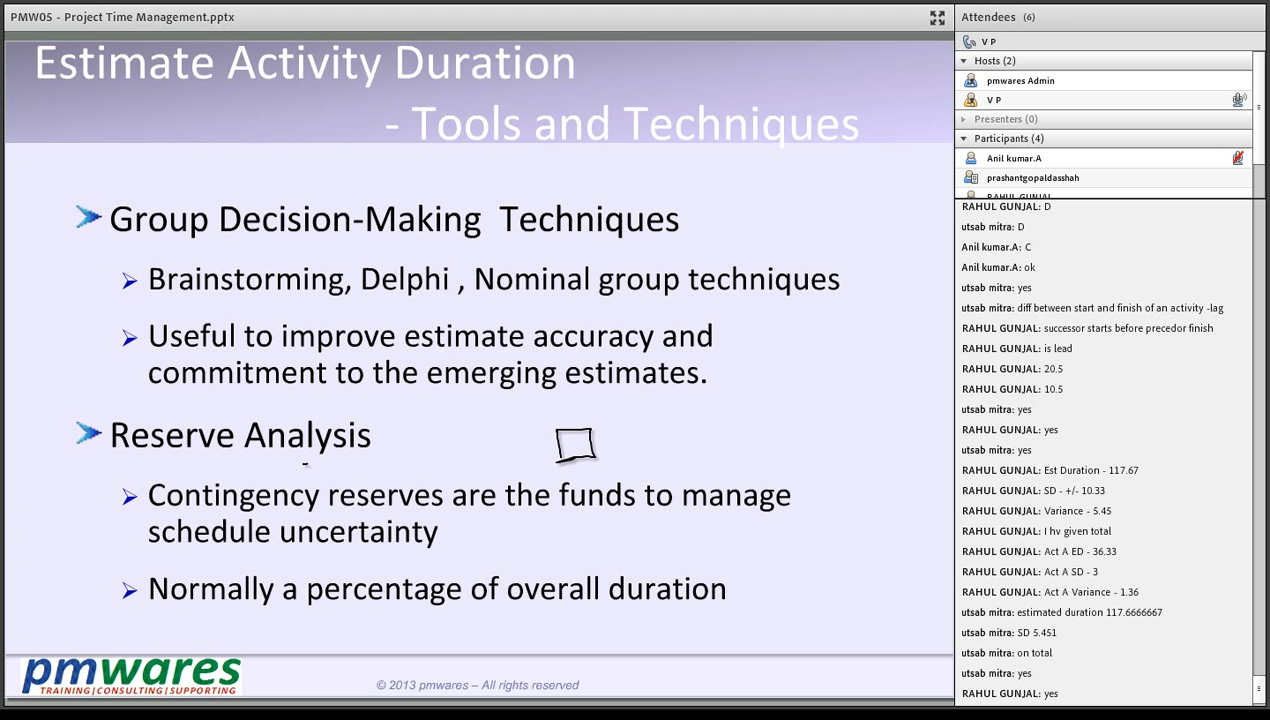 PMW05 - Project Time Management.pptx
Estimate Activity Duration
- Tools and Techniques
Group Decision-Making Techniques
Brainstorming, Delphi , Nominal group techniques
Useful to improve estimate accuracy and
commitment to the emerging estimates.
Reserve Analysis
Contingency reserves are the funds to manage
schedule uncertainty
Normally a percentage of overall duration
pmwares
TRAINING|CONSULTING|SUPPORTING
© 2013 pmwares – All rights reserved
Attendees (6)
V P
Hosts (2)
pmwares Admin
V P
Presenters (0)
Participants (4)
Anil kumar.A
prashantgopaldasshah
RAHUL GUNJAL
RAHUL GUNJAL: D
utsab mitra: D
Anil kumar.A: C
Anil kumar.A: ok
utsab mitra: yes
utsab mitra: diff between start and finish of an activity -lag
RAHUL GUNJAL: successor starts before precedor finish
RAHUL GUNJAL: is lead
RAHUL GUNJAL: 20.5
RAHUL GUNJAL: 10.5
utsab mitra: yes
RAHUL GUNJAL: yes
utsab mitra: yes
RAHUL GUNJAL: Est Duration - 117.67
RAHUL GUNJAL: SD - +/- 10.33
RAHUL GUNJAL: Variance - 5.45
RAHUL GUNJAL: I hv given total
RAHUL GUNJAL: Act A ED - 36.33
RAHUL GUNJAL: Act A SD - 3
RAHUL GUNJAL: Act A Variance - 1.36
utsab mitra: estimated duration 117.6666667
utsab mitra: SD 5.451
utsab mitra: on total
utsab mitra: yes
RAHUL GUNJAL: yes